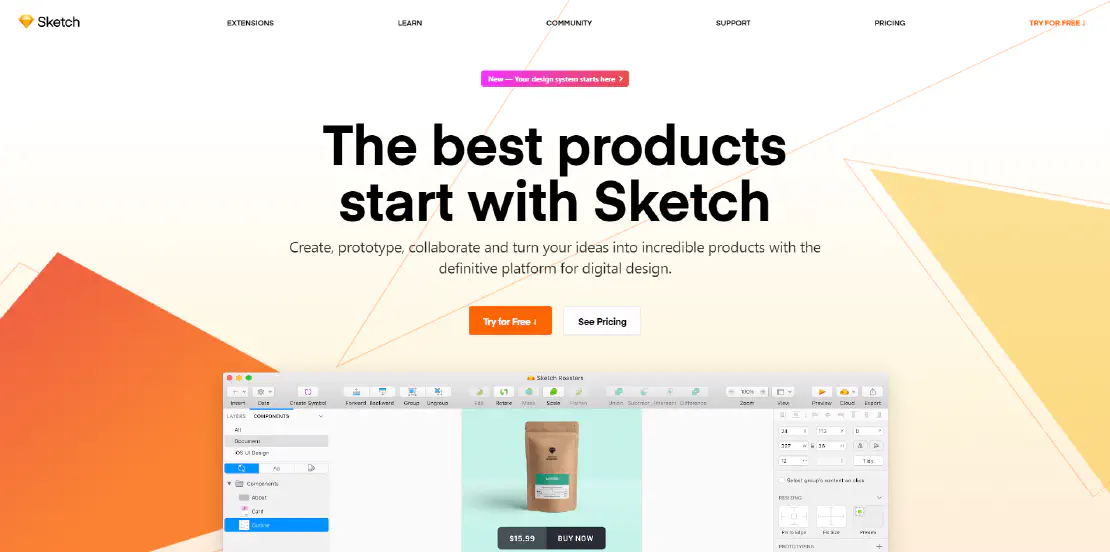 Sketch
EXTENSIONS
LEARN
COMMUNITY
SUPPORT
PRICING
TRY FOR FREE ↓
New — Your design system starts here >
The best products
start with Sketch
Create, prototype, collaborate and turn your ideas into incredible products with the
definitive platform for digital design.
Try for Free ↓
See Pricing
Sketch Roasters
100%
Insert
Data
Create Symbol
Forward
Backward
Group
Ungroup
Edit
Rotate
Mask
Scale
Flatten
Union
Subtract
Intersect
Difference
Zoom
View
Preview
Cloud
Export
LAYERS
COMPONENTS
All
Document
iOS UI Design
Components
About
Card
Outline
$15.99
BUY NOW
24
112
0
327
36
12
Tidy
Select group's content on click
RESIZING
Pin to Edge
Fix Size
Preview
PROTOTYPING